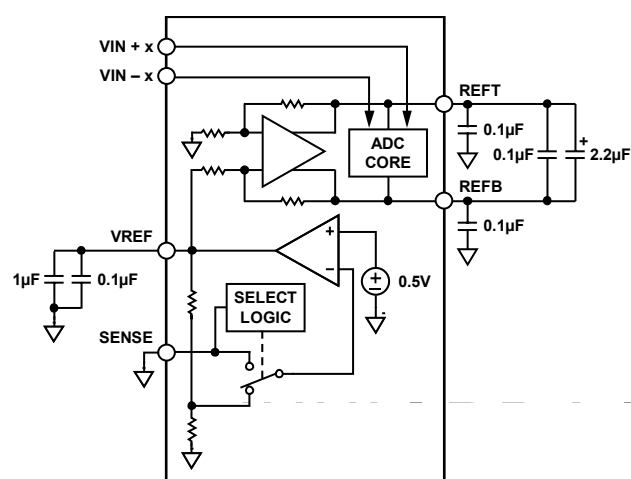 VIN + x
VIN – x
REFT
0.1µF
0.1µF
+
2.2µF
ADC
CORE
REFB
0.1µF
VREF
1µF
0.1µF
+
–
+
–
0.5V
SELECT
LOGIC
SENSE